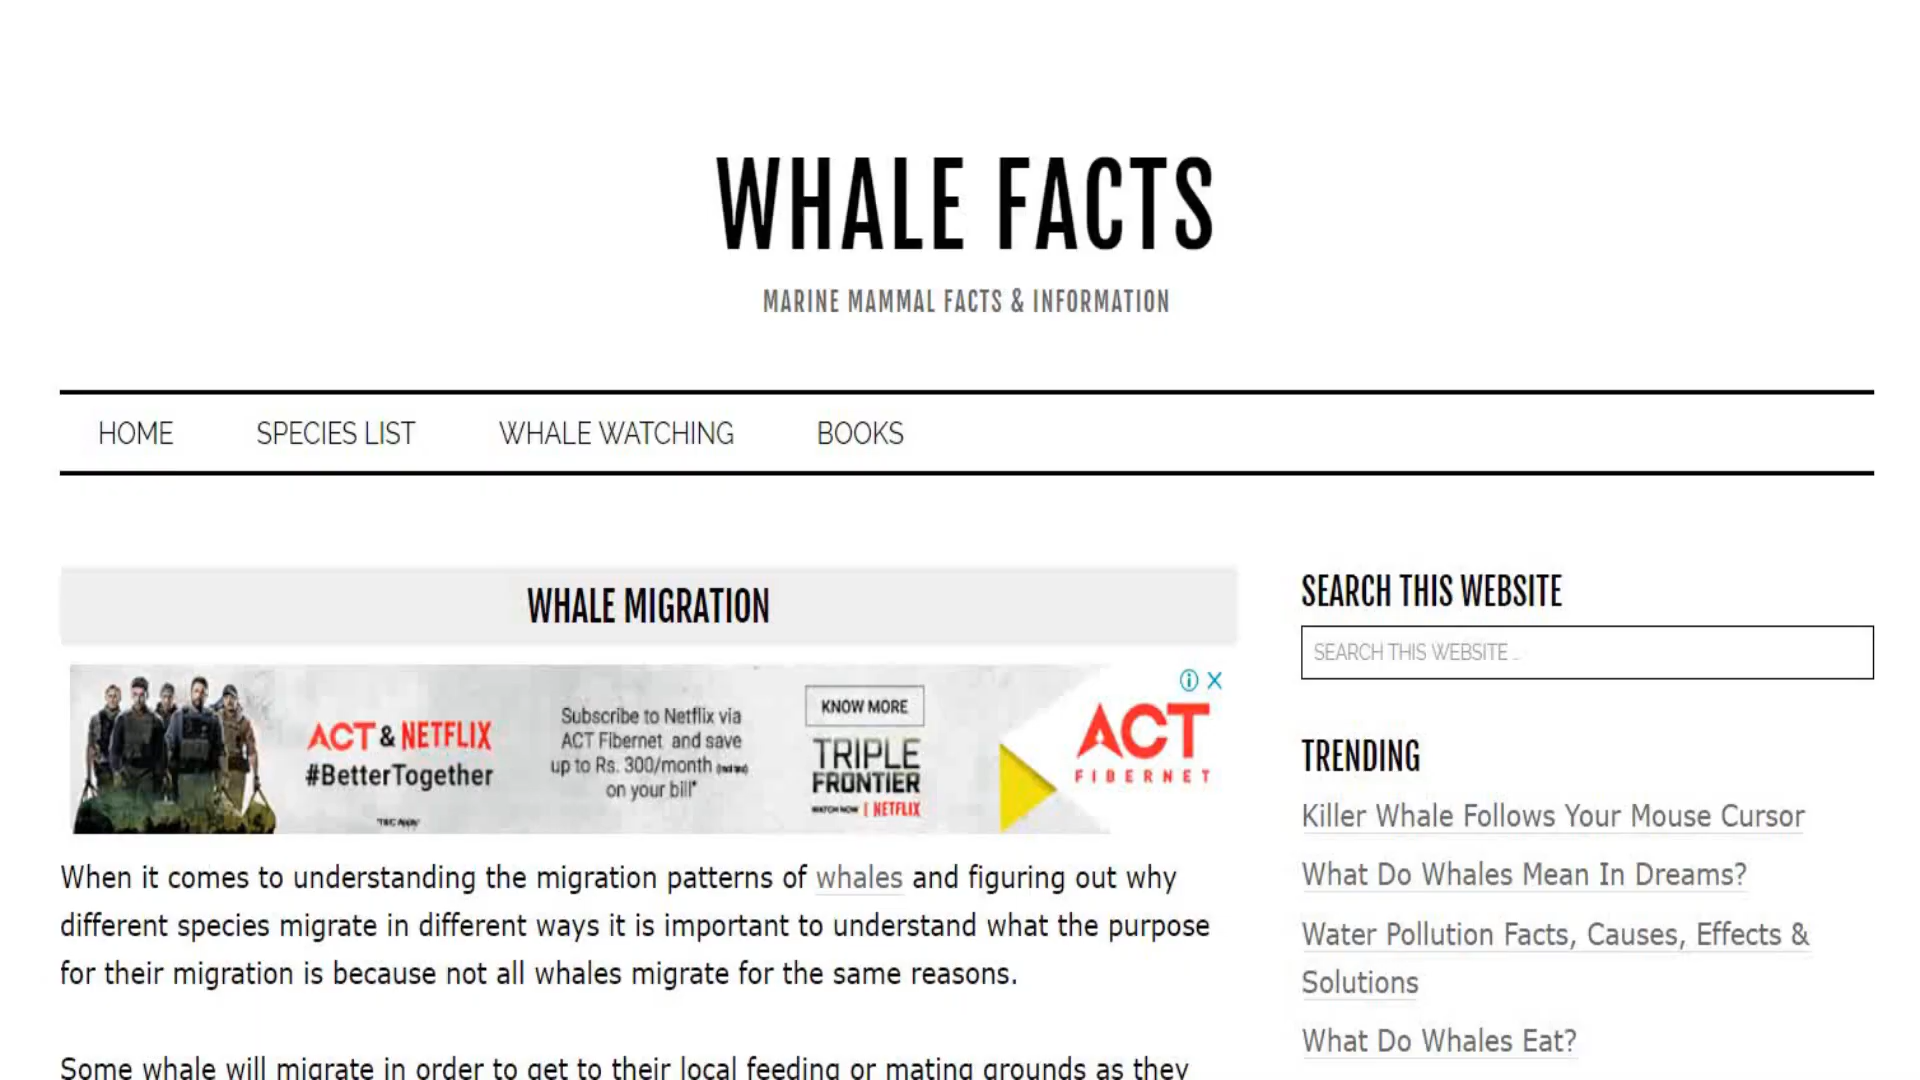 WHALE FACTS
MARINE MAMMAL FACTS & INFORMATION
HOME SPECIES LIST WHALE WATCHING BOOKS
WHALE MIGRATION
ACT & NETFLIX
#BetterTogether
Subscribe to Netflix via
ACT Fibernet and save
up to Rs. 300/month
on your bill*
*T&C Apply
KNOW MORE
TRIPLE
FRONTIER
WATCH NOW | NETFLIX
ACT
FIBERNET
When it comes to understanding the migration patterns of whales and figuring out why
different species migrate in different ways it is important to understand what the purpose
for their migration is because not all whales migrate for the same reasons.
Some whale will migrate in order to get to their local feeding or mating grounds as they
SEARCH THIS WEBSITE
SEARCH THIS WEBSITE ...
TRENDING
Killer Whale Follows Your Mouse Cursor
What Do Whales Mean In Dreams?
Water Pollution Facts, Causes, Effects &
Solutions
What Do Whales Eat?